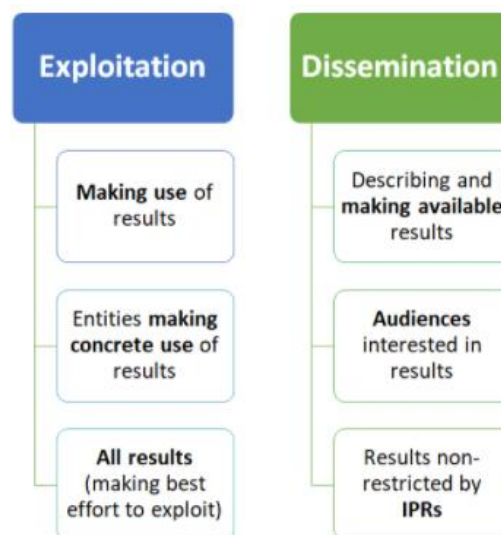 Exploitation
Making use of
results
Entities making
concrete use of
results
All results
(making best
effort to exploit)
Dissemination
Describing and
making available
results
Audiences
interested in
results
Results non-
restricted by
IPRs